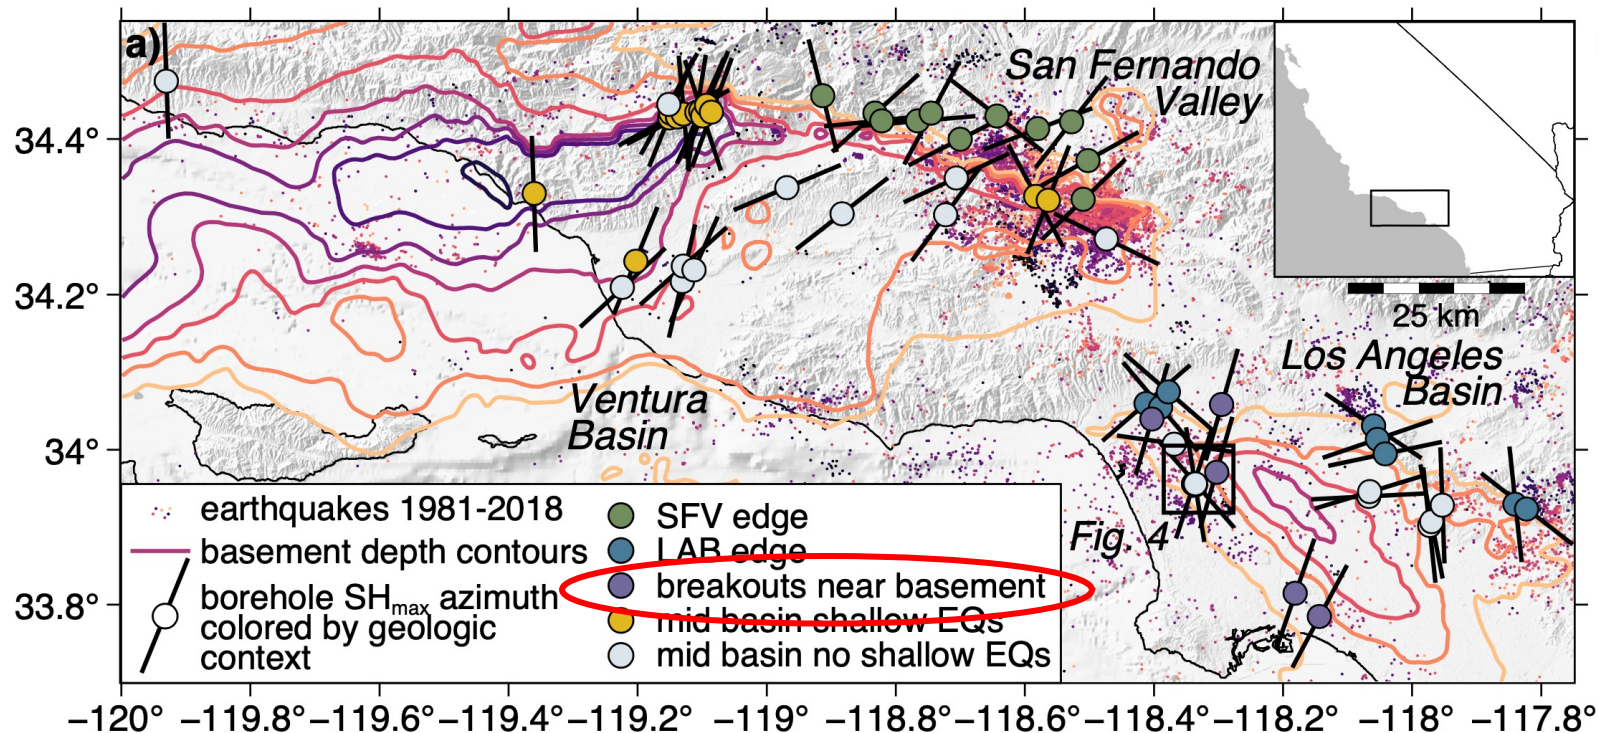 a)
San Fernando
Valley
34.4°
34.2°
34°
33.8°
25 km
Los Angeles
Basin
Ventura
Basin
Fig. 4
earthquakes 1981-2018
basement depth contours
borehole SHmax azimuth
colored by geologic
context
SFV edge
LAB edge
breakouts near basement
mid basin shallow EQs
mid basin no shallow EQs
−120° −119.8° −119.6° −119.4° −119.2° −119° −118.8° −118.6° −118.4° −118.2° −118° −117.8°